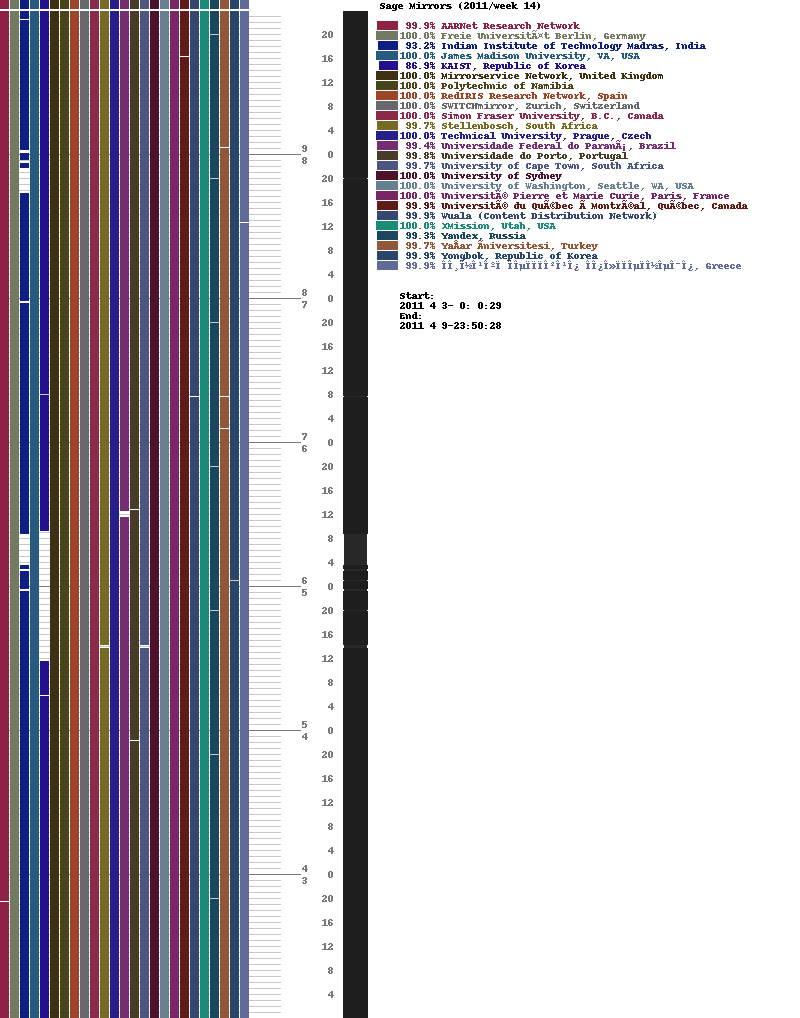 Sage Mirrors (2011/week 14)
99.9% AARNet Research Network
100.0% Freie UniversitÃ¤t Berlin, Germany
93.2% Indian Institute of Technology Madras, India
100.0% James Madison University, VA, USA
86.9% KAIST, Republic of Korea
100.0% Mirrorservice Network, United Kingdom
100.0% Polytechnic of Namibia
100.0% RedIRIS Research Network, Spain
100.0% SWITCHmirror, Zurich, Switzerland
100.0% Simon Fraser University, B.C., Canada
99.7% Stellenbosch, South Africa
100.0% Technical University, Prague, Czech
99.4% Universidade Federal do ParanÃ¡, Brazil
99.8% Universidade do Porto, Portugal
99.7% University of Cape Town, South Africa
100.0% University of Sydney
100.0% University of Washington, Seattle, WA, USA
100.0% UniversitÃ© Pierre et Marie Curie, Paris, France
99.9% UniversitÃ© du QuÃ©bec Ã MontrÃ©al, QuÃ©bec, Canada
99.9% Wuala (Content Distribution Network)
100.0% XMission, Utah, USA
99.3% Yandex, Russia
99.7% YaÅar Ãniversitesi, Turkey
99.9% Yongbok, Republic of Korea
99.9% Greece
Start:
2011 4 3- 0: 0:29
End:
2011 4 9-23:50:28
20
16
12
8
4
9
0
8
20
16
12
8
4
8
0
7
20
16
12
8
4
7
0
6
20
16
12
8
4
6
0
5
20
16
12
8
4
5
0
4
20
16
12
8
4
4
0
3
20
16
12
8
4